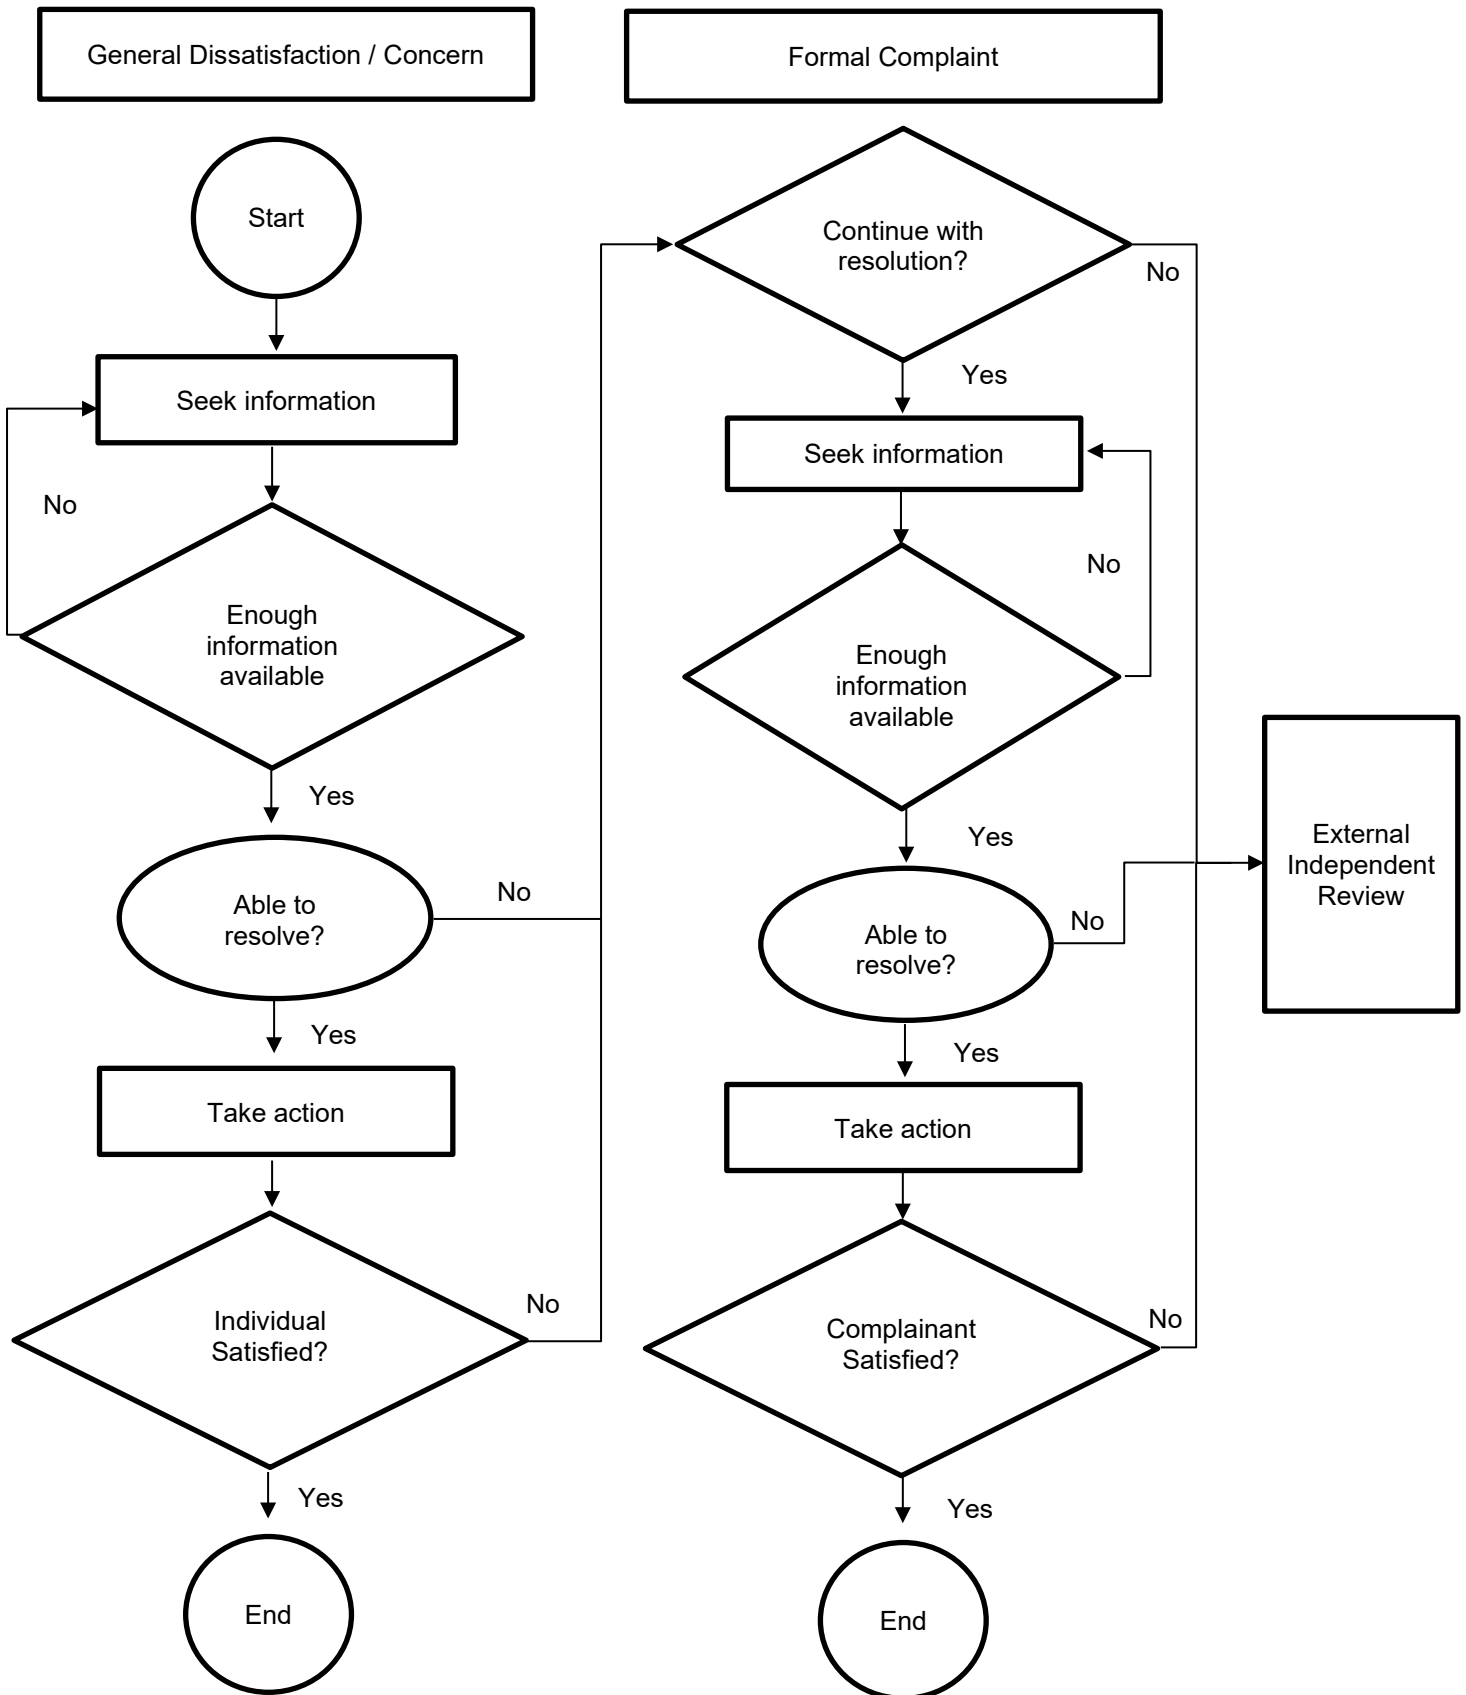 General Dissatisfaction / Concern
Start
Seek information
No
Enough
information
available
Yes
Able to
resolve?
No
Yes
Take action
Individual
Satisfied?
No
Yes
End
Formal Complaint
Continue with
resolution?
No
Yes
Seek information
No
Enough
information
available
Yes
Able to
resolve?
No
Yes
Take action
Complainant
Satisfied?
No
Yes
End
External
Independent
Review